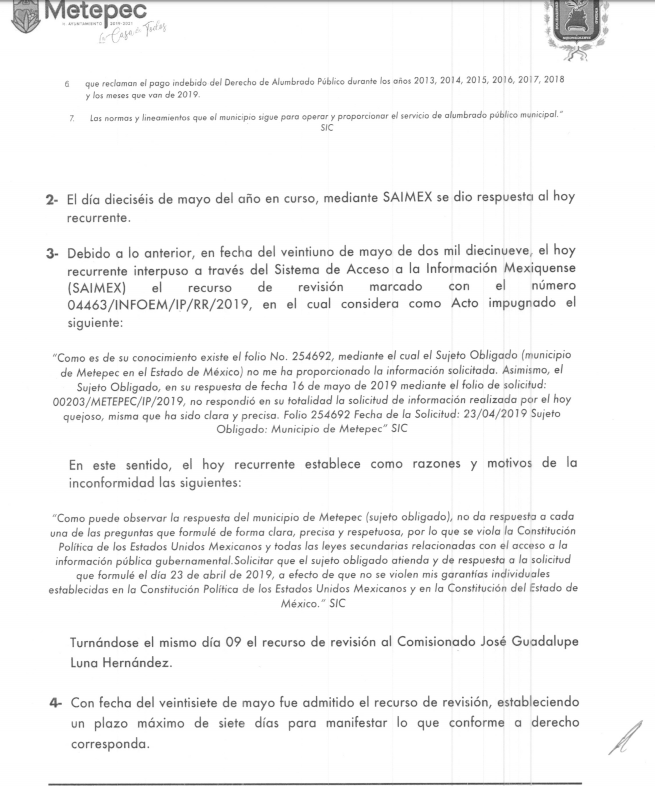 Metepec
H. AYUNTAMIENTO | 2019-2021
La Casa de Todas
6. que reclaman el pago indebido del Derecho de Alumbrado Público durante los años 2013, 2014, 2015, 2016, 2017, 2018
y los meses que van de 2019.
7. Las normas y lineamientos que el municipio sigue para operar y proporcionar el servicio de alumbrado público municipal.”
SIC
2- El día dieciséis de mayo del año en curso, mediante SAIMEX se dio respuesta al hoy
recurrente.
3- Debido a lo anterior, en fecha del veintiuno de mayo de dos mil diecinueve, el hoy
recurrente interpuso a través del Sistema de Acceso a la Información Mexiquense
(SAIMEX) el recurso de revisión marcado con el número
04463/INFOEM/IP/RR/2019, en el cual considera como Acto impugnado el
siguiente:
“Como es de su conocimiento existe el folio No. 254692, mediante el cual el Sujeto Obligado (municipio
de Metepec en el Estado de México) no me ha proporcionado la información solicitada. Asimismo, el
Sujeto Obligado, en su respuesta de fecha 16 de mayo de 2019 mediante el folio de solicitud:
00203/METEPEC/IP/2019, no respondió en su totalidad la solicitud de información realizada por el hoy
quejoso, misma que ha sido clara y precisa. Folio 254692 Fecha de la Solicitud: 23/04/2019 Sujeto
Obligado: Municipio de Metepec” SIC
En este sentido, el hoy recurrente establece como razones y motivos de la
inconformidad las siguientes:
“Como puede observar la respuesta del municipio de Metepec (sujeto obligado), no da respuesta a cada
una de las preguntas que formulé de forma clara, precisa y respetuosa, por lo que se viola la Constitución
Política de los Estados Unidos Mexicanos y todas las leyes secundarias relacionadas con el acceso a la
información pública gubernamental.Solicitar que el sujeto obligado atienda y de respuesta a la solicitud
que formulé el día 23 de abril de 2019, a efecto de que no se violen mis garantías individuales
establecidas en la Constitución Política de los Estados Unidos Mexicanos y en la Constitución del Estado de
México.” SIC
Turnándose el mismo día 09 el recurso de revisión al Comisionado José Guadalupe
Luna Hernández.
4- Con fecha del veintisiete de mayo fue admitido el recurso de revisión, estableciendo
un plazo máximo de siete días para manifestar lo que conforme a derecho
corresponda.